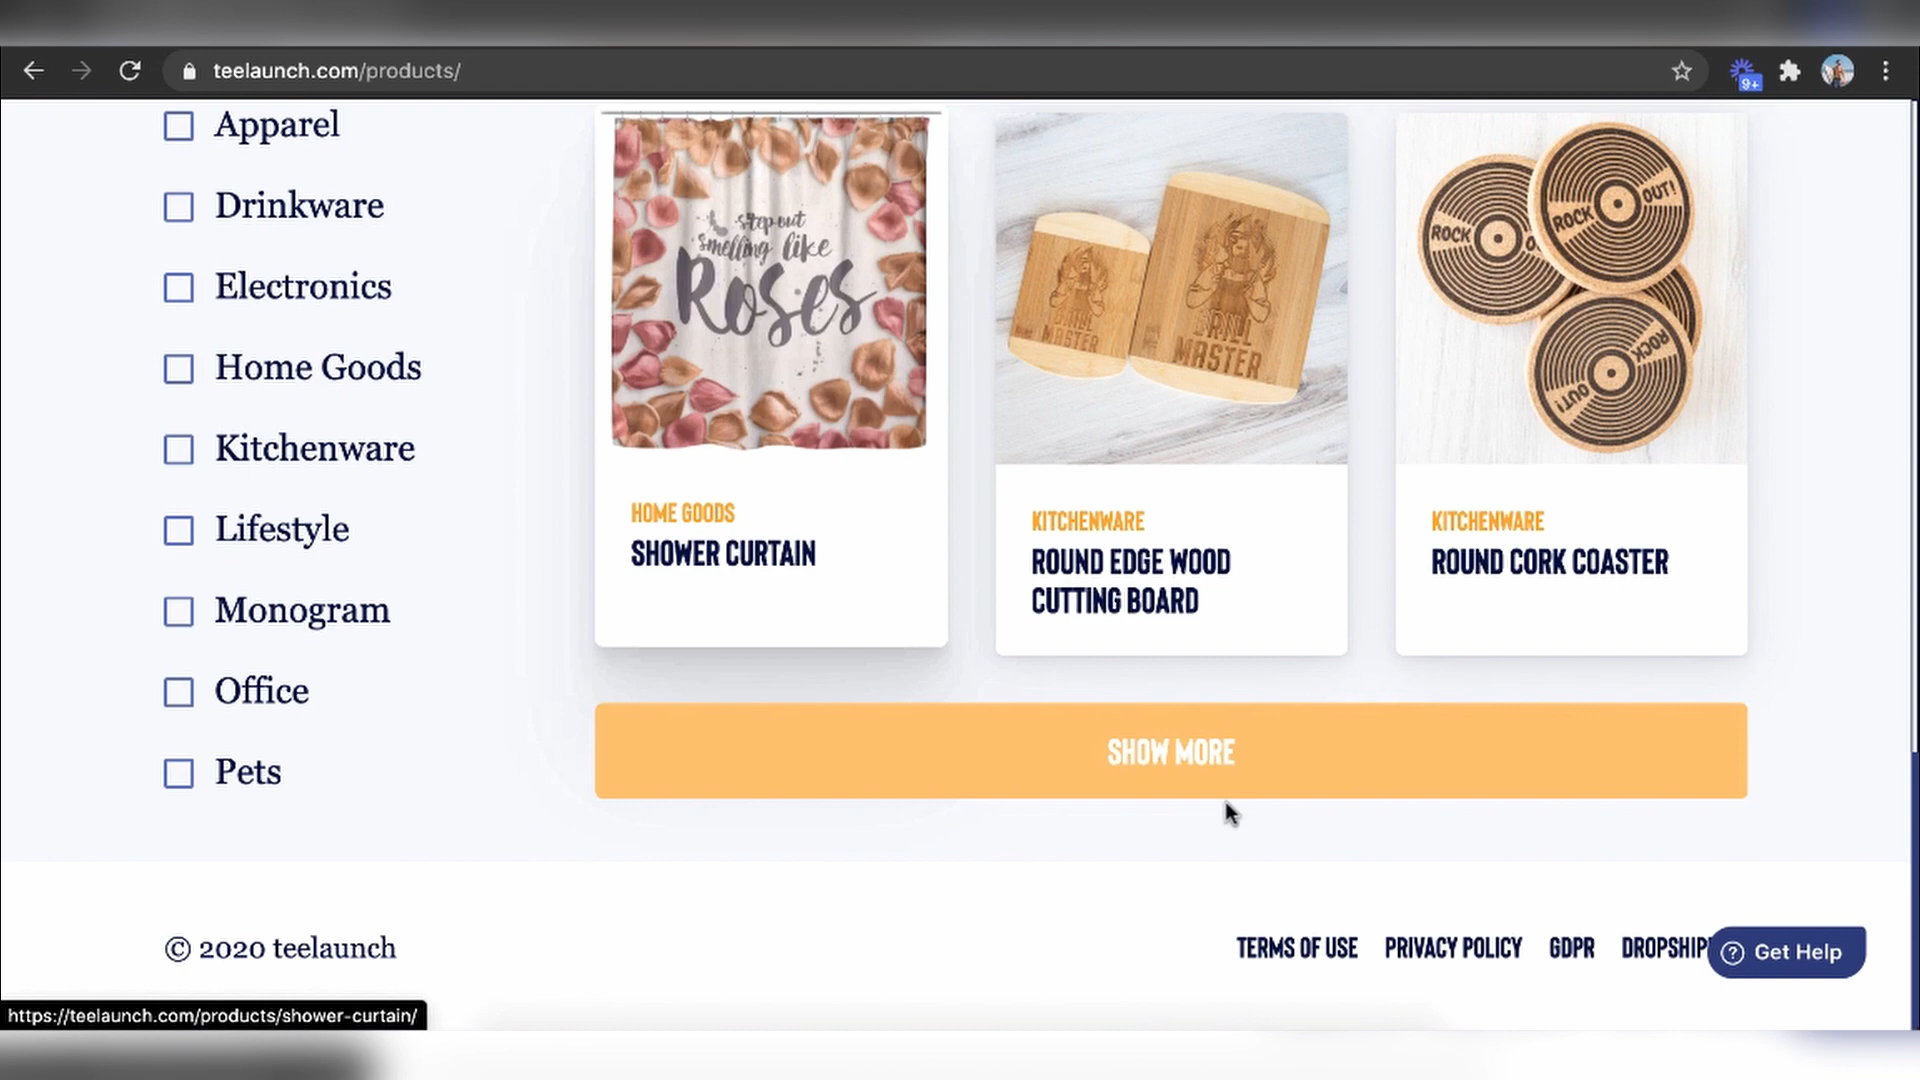 teelaunch.com/products/
9+
Apparel
Drinkware
Electronics
Home Goods
Kitchenware
Lifestyle
Monogram
Office
Pets
step out
smelling like
Roses
HOME GOODS
SHOWER CURTAIN
GRILL
MASTER
GRILL
MASTER
KITCHENWARE
ROUND EDGE WOOD
CUTTING BOARD
ROCK
ROCK OUT!
ROCK OUT!
KITCHENWARE
ROUND CORK COASTER
SHOW MORE
© 2020 teelaunch
TERMS OF USE PRIVACY POLICY GDPR DROPSHIP
Get Help
https://teelaunch.com/products/shower-curtain/